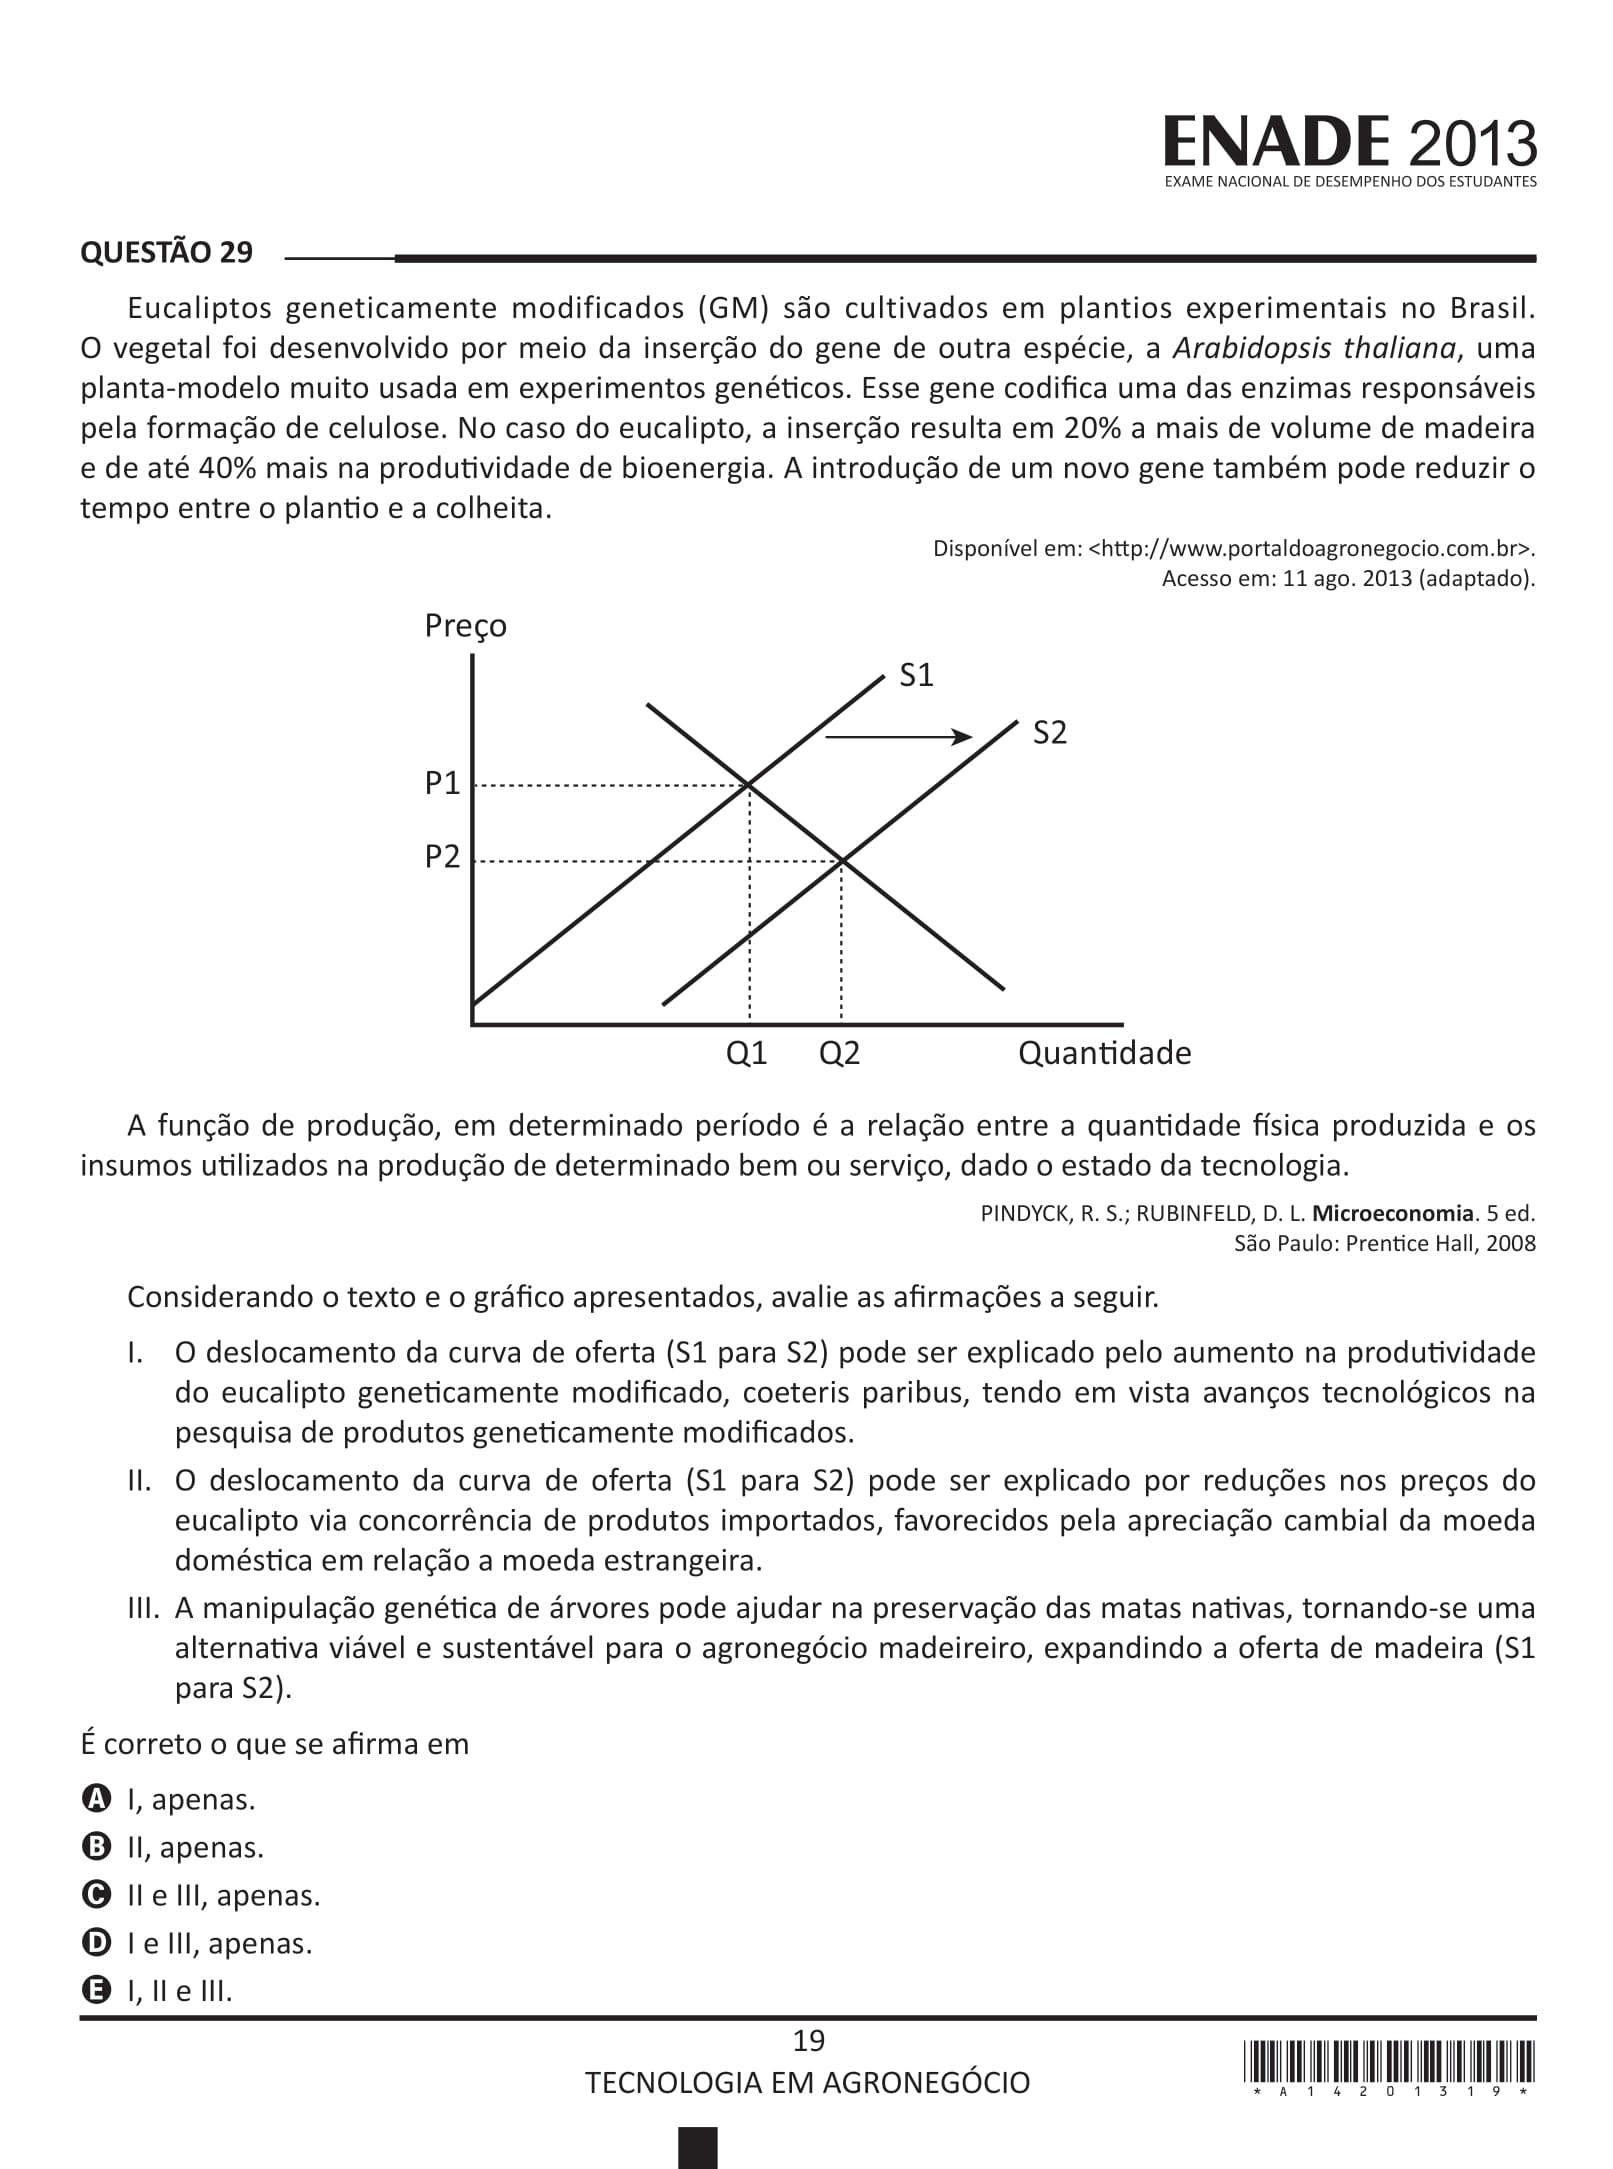 ENADE 2013
EXAME NACIONAL DE DESEMPENHO DOS ESTUDANTES
QUESTÃO 29
Eucaliptos geneticamente modificados (GM) são cultivados em plantios experimentais no Brasil.
O vegetal foi desenvolvido por meio da inserção do gene de outra espécie, a Arabidopsis thaliana, uma
planta-modelo muito usada em experimentos genéticos. Esse gene codifica uma das enzimas responsáveis
pela formação de celulose. No caso do eucalipto, a inserção resulta em 20% a mais de volume de madeira
e de até 40% mais na produtividade de bioenergia. A introdução de um novo gene também pode reduzir o
tempo entre o plantio e a colheita.
Disponível em: <http://www.portaldoagronegocio.com.br>.
Acesso em: 11 ago. 2013 (adaptado).
Preço
S1
S2
P1
P2
Q1
Q2
Quantidade
A função de produção, em determinado período é a relação entre a quantidade física produzida e os
insumos utilizados na produção de determinado bem ou serviço, dado o estado da tecnologia.
PINDYCK, R. S.; RUBINFELD, D. L. Microeconomia. 5 ed.
São Paulo: Prentice Hall, 2008
Considerando o texto e o gráfico apresentados, avalie as afirmações a seguir.
I. O deslocamento da curva de oferta (S1 para S2) pode ser explicado pelo aumento na produtividade
do eucalipto geneticamente modificado, coeteris paribus, tendo em vista avanços tecnológicos na
pesquisa de produtos geneticamente modificados.
II. O deslocamento da curva de oferta (S1 para S2) pode ser explicado por reduções nos preços do
eucalipto via concorrência de produtos importados, favorecidos pela apreciação cambial da moeda
doméstica em relação a moeda estrangeira.
III. A manipulação genética de árvores pode ajudar na preservação das matas nativas, tornando-se uma
alternativa viável e sustentável para o agronegócio madeireiro, expandindo a oferta de madeira (S1
para S2).
É correto o que se afirma em
A I, apenas.
B II, apenas.
C II e III, apenas.
D I e III, apenas.
E I, II e III.
19
TECNOLOGIA EM AGRONEGÓCIO
* A 1 4 2 0 1 3 1 9 *